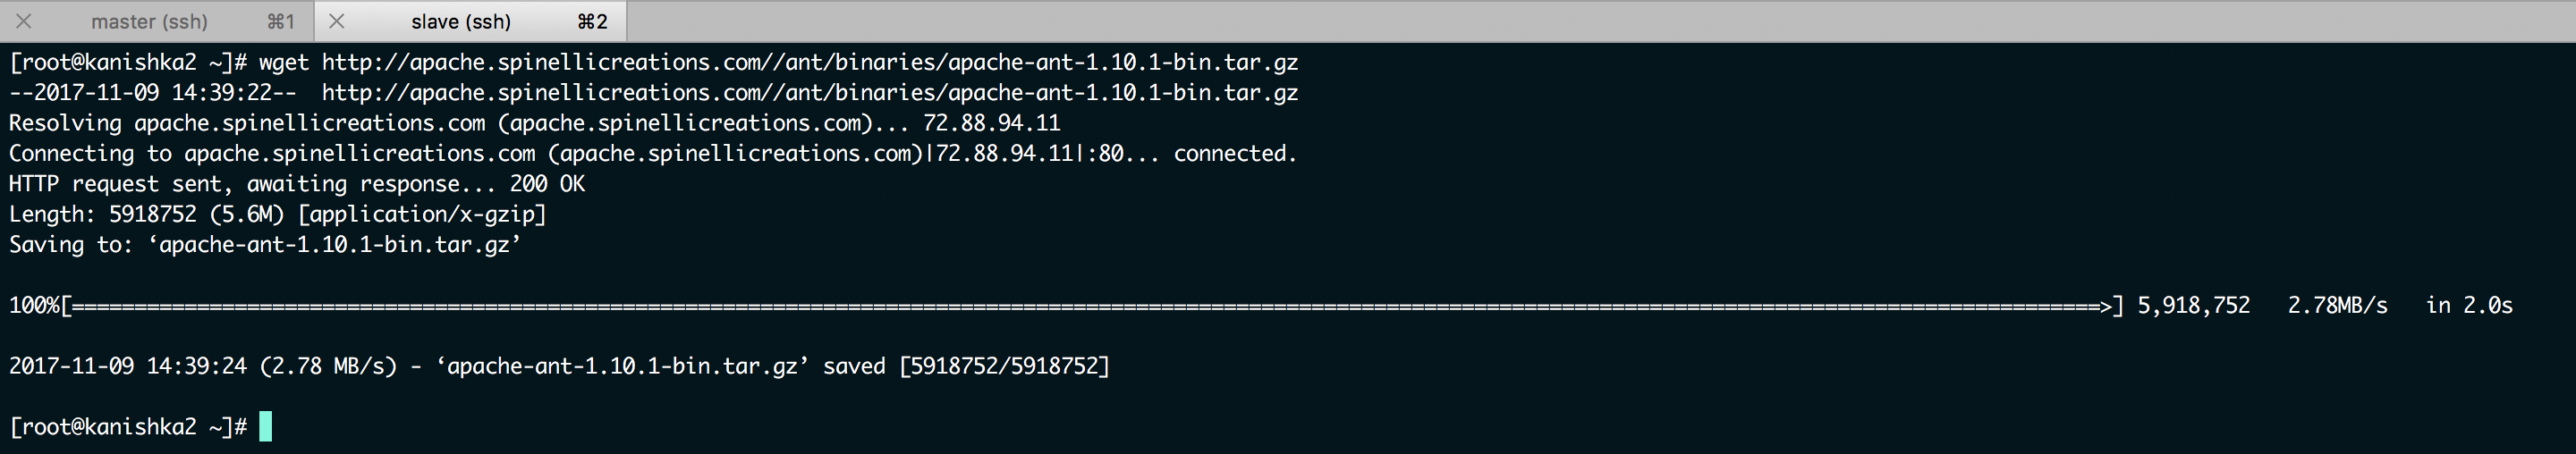 master (ssh) ⌘1 slave (ssh) ⌘2
[root@kanishka2 ~]# wget http://apache.spinellicreations.com//ant/binaries/apache-ant-1.10.1-bin.tar.gz
--2017-11-09 14:39:22--  http://apache.spinellicreations.com//ant/binaries/apache-ant-1.10.1-bin.tar.gz
Resolving apache.spinellicreations.com (apache.spinellicreations.com)... 72.88.94.11
Connecting to apache.spinellicreations.com (apache.spinellicreations.com)|72.88.94.11|:80... connected.
HTTP request sent, awaiting response... 200 OK
Length: 5918752 (5.6M) [application/x-gzip]
Saving to: ‘apache-ant-1.10.1-bin.tar.gz’
100%[==================================================================================================================================================================>] 5,918,752   2.78MB/s   in 2.0s
2017-11-09 14:39:24 (2.78 MB/s) - ‘apache-ant-1.10.1-bin.tar.gz’ saved [5918752/5918752]
[root@kanishka2 ~]#